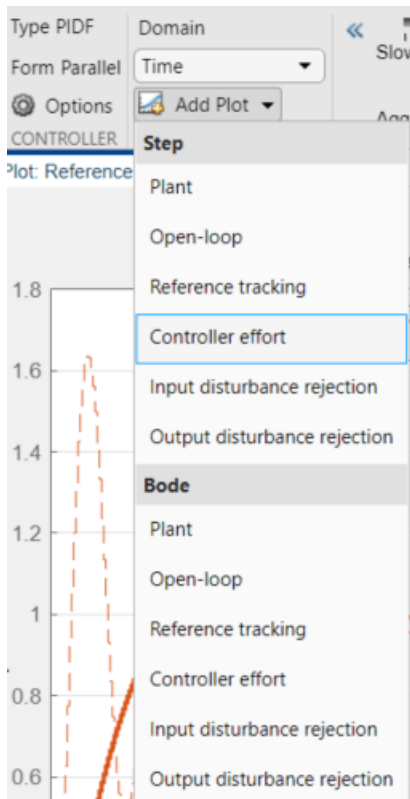 Type PIDF
Domain
Form Parallel
Time
Options
Add Plot
CONTROLLER
Plot: Reference
Step
Plant
Open-loop
Reference tracking
Controller effort
Input disturbance rejection
Output disturbance rejection
Bode
Plant
Open-loop
Reference tracking
Controller effort
Input disturbance rejection
Output disturbance rejection
1.8
1.6
1.4
1.2
1
0.8
0.6